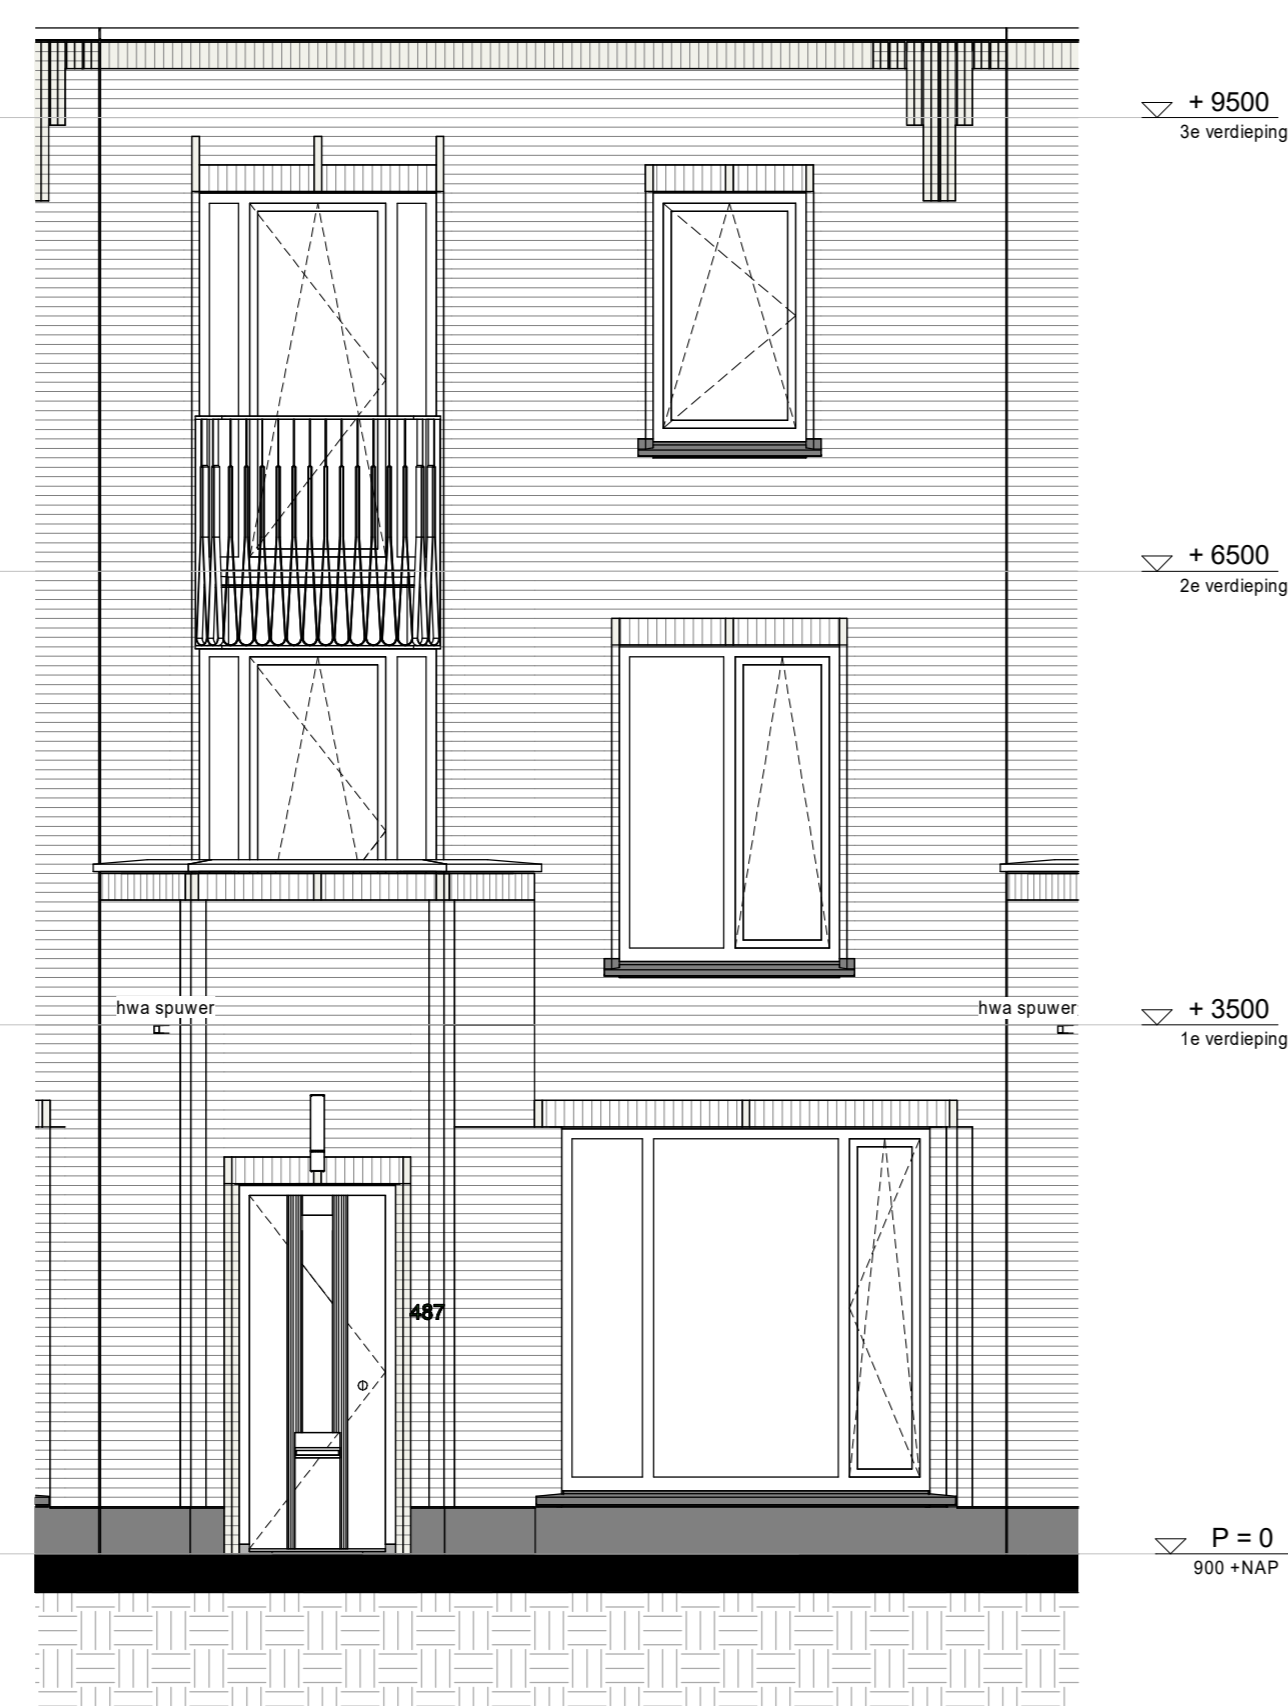 + 9500
3e verdieping
+ 6500
2e verdieping
hwa spuwer
hwa spuwer
+ 3500
1e verdieping
487
P = 0
900 +NAP